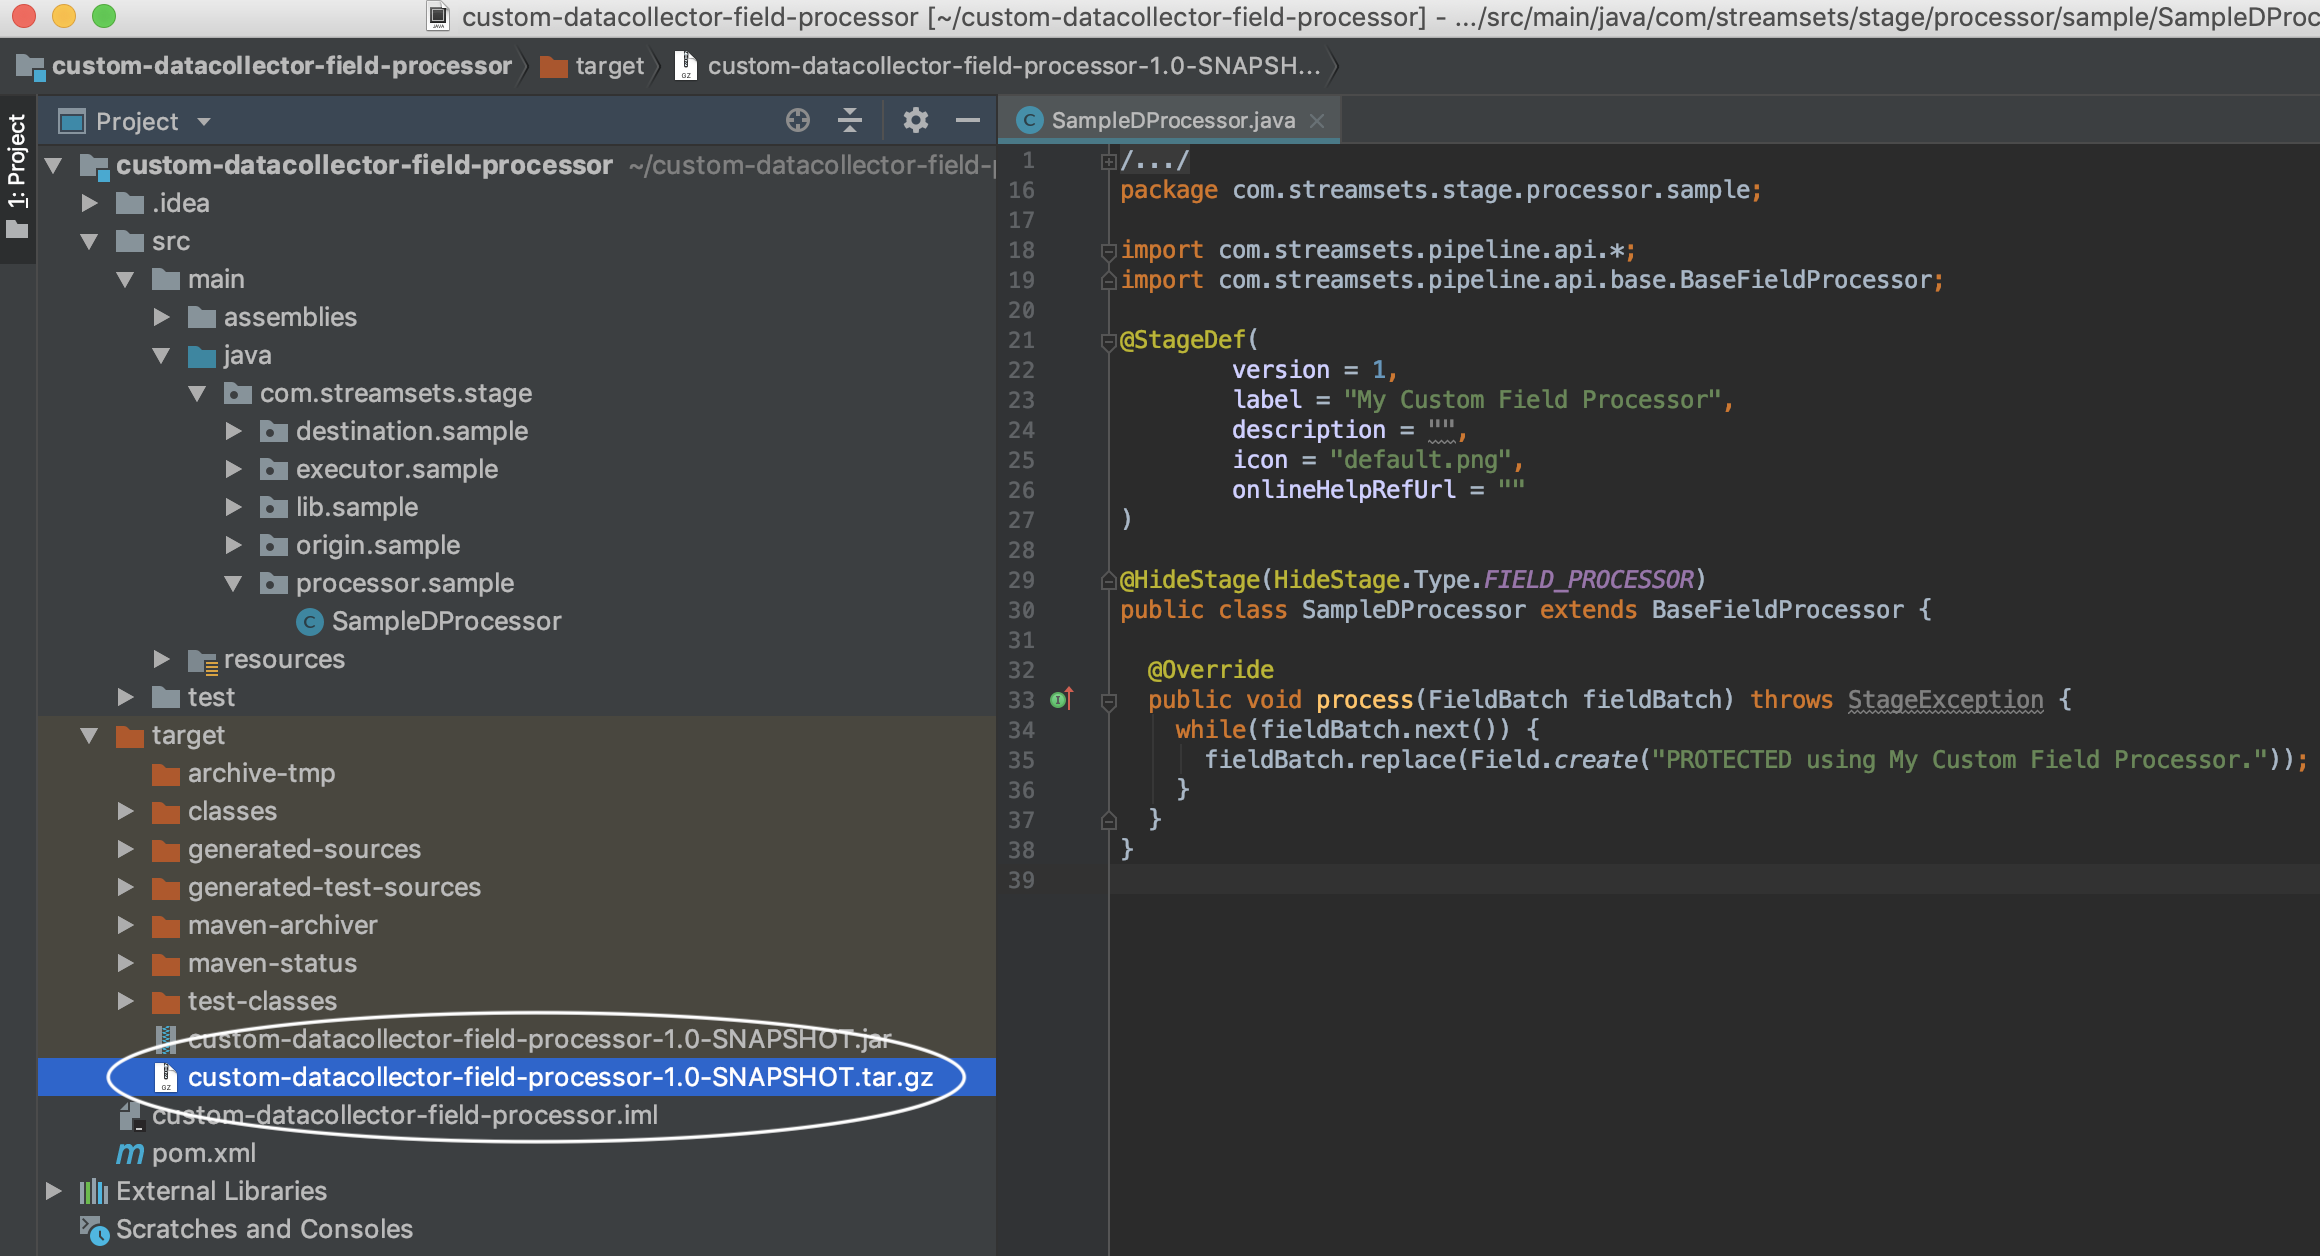 custom-datacollector-field-processor [~/custom-datacollector-field-processor] - .../src/main/java/com/streamsets/stage/processor/sample/SampleDProc
custom-datacollector-field-processor target custom-datacollector-field-processor-1.0-SNAPSH...
1: Project
Project
custom-datacollector-field-processor ~/custom-datacollector-field-p
.idea
src
main
assemblies
java
com.streamsets.stage
destination.sample
executor.sample
lib.sample
origin.sample
processor.sample
SampleDProcessor
resources
test
target
archive-tmp
classes
generated-sources
generated-test-sources
maven-archiver
maven-status
test-classes
custom-datacollector-field-processor-1.0-SNAPSHOT.jar
custom-datacollector-field-processor-1.0-SNAPSHOT.tar.gz
custom-datacollector-field-processor.iml
pom.xml
External Libraries
Scratches and Consoles
SampleDProcessor.java
1 /.../
16 package com.streamsets.stage.processor.sample;
17
18 import com.streamsets.pipeline.api.*;
19 import com.streamsets.pipeline.api.base.BaseFieldProcessor;
20
21 @StageDef(
22 version = 1,
23 label = "My Custom Field Processor",
24 description = "",
25 icon = "default.png",
26 onlineHelpRefUrl = ""
27 )
28
29 @HideStage(HideStage.Type.FIELD_PROCESSOR)
30 public class SampleDProcessor extends BaseFieldProcessor {
31
32 @Override
33 public void process(FieldBatch fieldBatch) throws StageException {
34 while(fieldBatch.next()) {
35 fieldBatch.replace(Field.create("PROTECTED using My Custom Field Processor."));
36 }
37 }
38 }
39